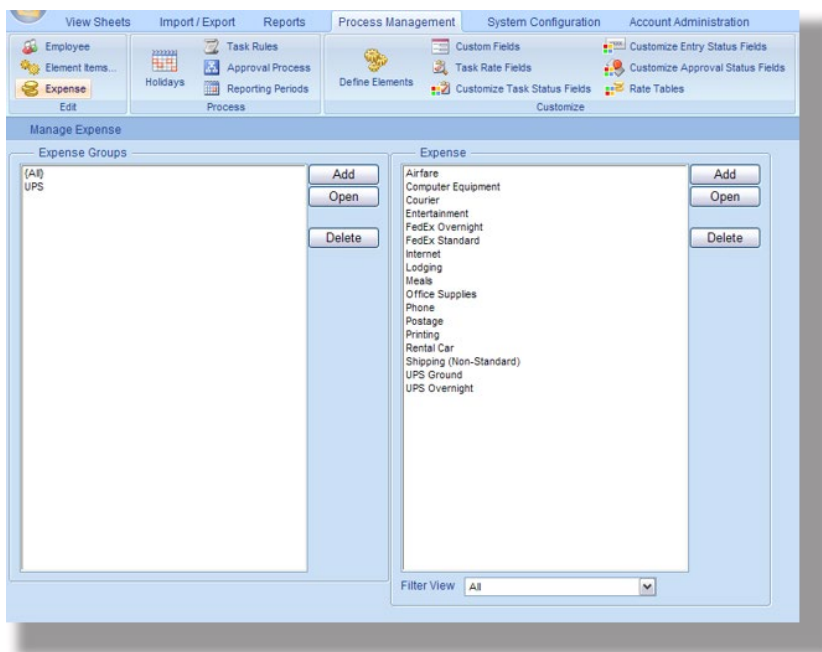 View Sheets Import / Export Reports Process Management System Configuration Account Administration
Employee Task Rules Custom Fields Customize Entry Status Fields
Element Items... Holidays Approval Process Define Elements Task Rate Fields Customize Approval Status Fields
Expense Reporting Periods Customize Task Status Fields Rate Tables
Edit Process Customize
Manage Expense
Expense Groups
{All}
UPS
Add
Open
Delete
Expense
Airfare
Computer Equipment
Courier
Entertainment
FedEx Overnight
FedEx Standard
Internet
Lodging
Meals
Office Supplies
Phone
Postage
Printing
Rental Car
Shipping (Non-Standard)
UPS Ground
UPS Overnight
Add
Open
Delete
Filter View All